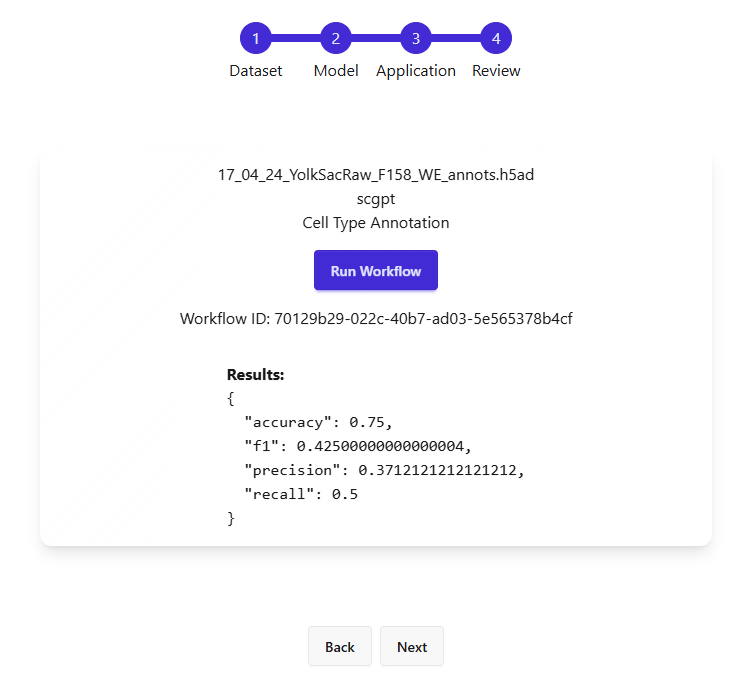 1 2 3 4
Dataset Model Application Review
17_04_24_YolkSacRaw_F158_WE_annots.h5ad
scgpt
Cell Type Annotation
Run Workflow
Workflow ID: 70129b29-022c-40b7-ad03-5e565378b4cf
Results:
{
  "accuracy": 0.75,
  "f1": 0.42500000000000004,
  "precision": 0.3712121212121212,
  "recall": 0.5
}
Back Next